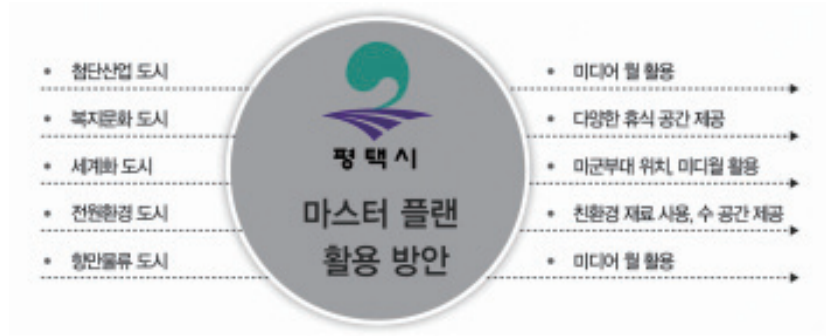 • 첨단산업 도시
• 복지문화 도시
• 세계화 도시
• 전원환경 도시
• 항만물류 도시
평택시
마스터 플랜
활용 방안
• 미디어 월 활용
• 다양한 휴식 공간 제공
• 미군부대 위치, 미디월 활용
• 친환경 재료 사용, 수 공간 제공
• 미디어 월 활용